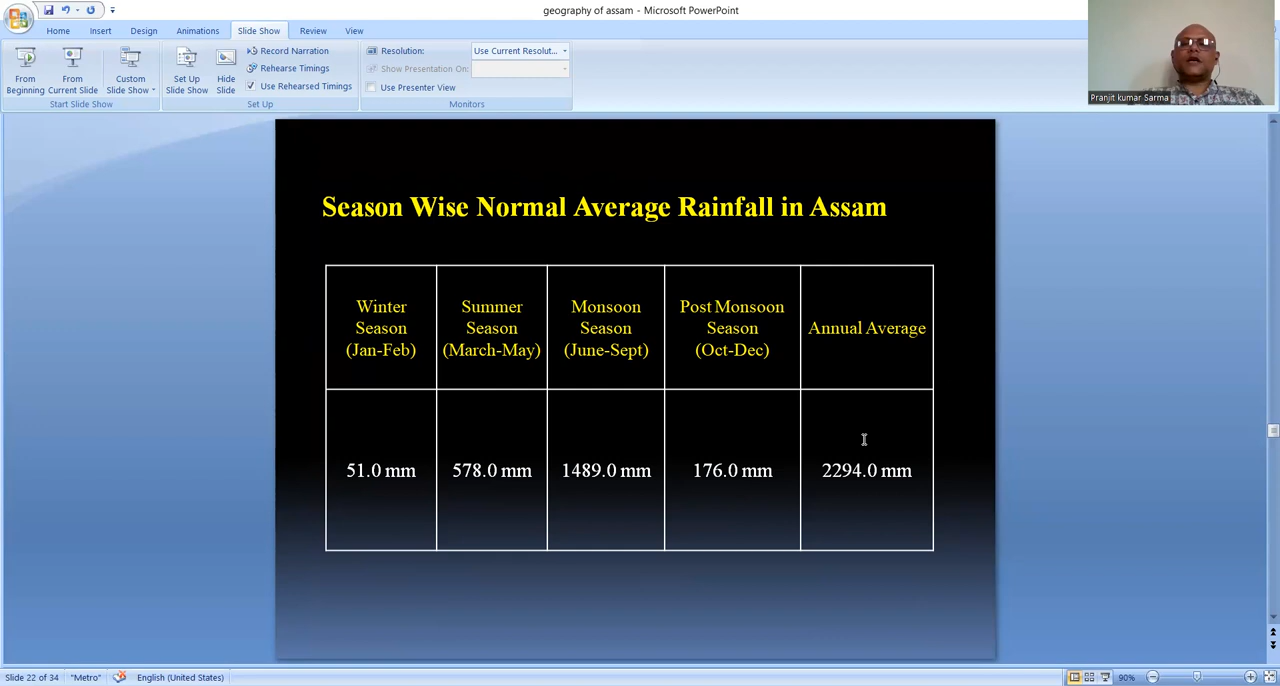 geography of assam - Microsoft PowerPoint
Home Insert Design Animations Slide Show Review View
From Beginning
From Current Slide
Custom Slide Show
Start Slide Show
Set Up Slide Show
Hide Slide
Record Narration
Rehearse Timings
Use Rehearsed Timings
Set Up
Resolution: Use Current Resolut...
Show Presentation On:
Use Presenter View
Monitors
Pranjit kumar Sarma
Season Wise Normal Average Rainfall in Assam
Winter Season (Jan-Feb)
Summer Season (March-May)
Monsoon Season (June-Sept)
Post Monsoon Season (Oct-Dec)
Annual Average
51.0 mm 578.0 mm 1489.0 mm 176.0 mm 2294.0 mm
Slide 22 of 34 "Metro" English (United States) 90%